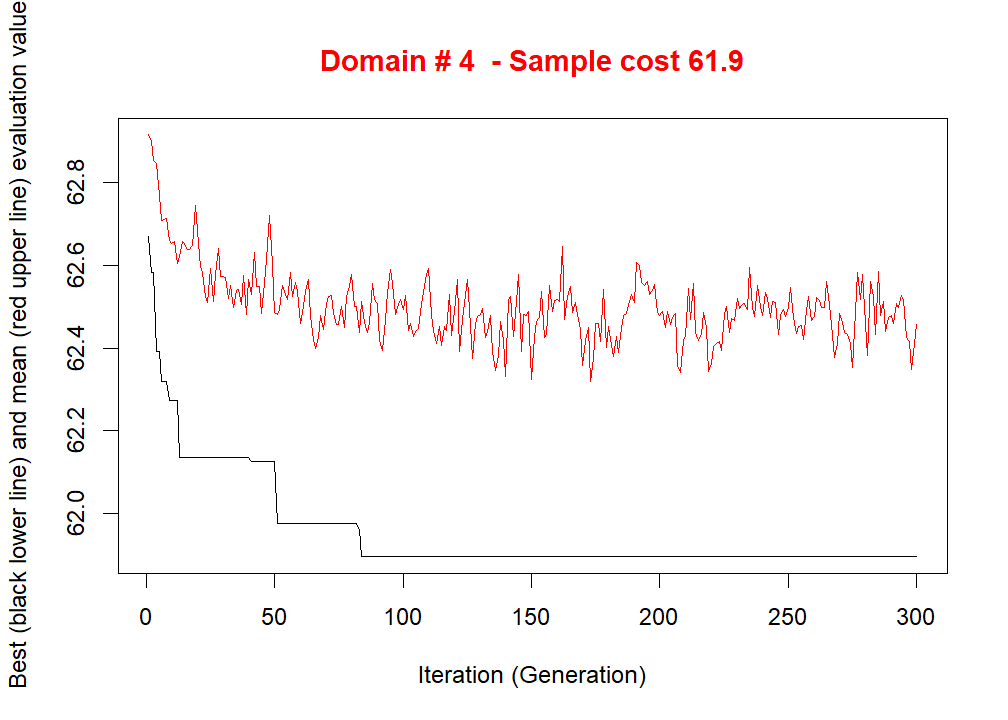 Domain # 4  - Sample cost 61.9
Best (black lower line) and mean (red upper line) evaluation value
62.8
62.6
62.4
62.2
62.0
0 50 100 150 200 250 300
Iteration (Generation)